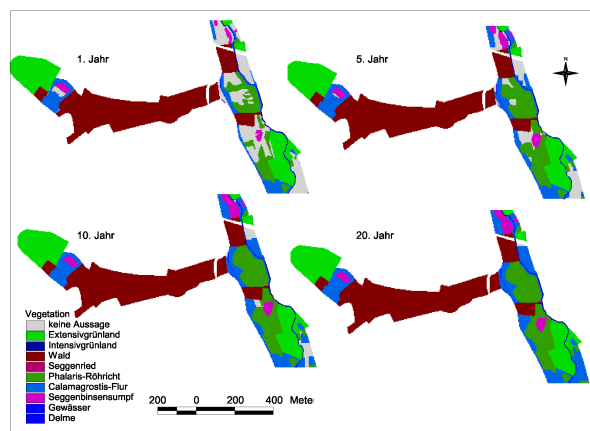 1. Jahr
5. Jahr
N
10. Jahr
20. Jahr
Vegetation
keine Aussage
Extensivgrünland
Intensivgrünland
Wald
Seggenried
Phalaris-Röhricht
Calamagrostis-Flur
Seggenbinsensumpf
Gewässer
Delme
200 0 200 400 Meter